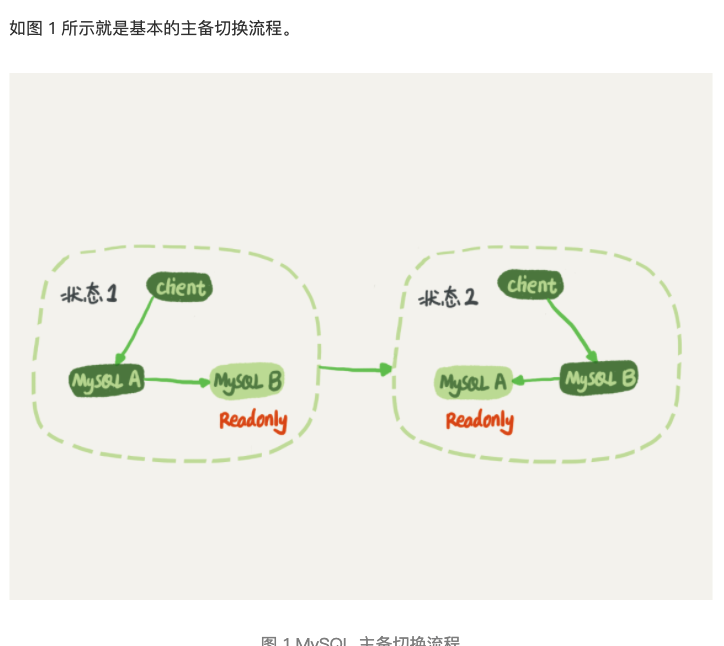 如图 1 所示就是基本的主备切换流程。
状态1
client
MySQL A
MySQL B
Readonly
状态2
client
MySQL A
MySQL B
Readonly
图 1 MySQL 主备切换流程